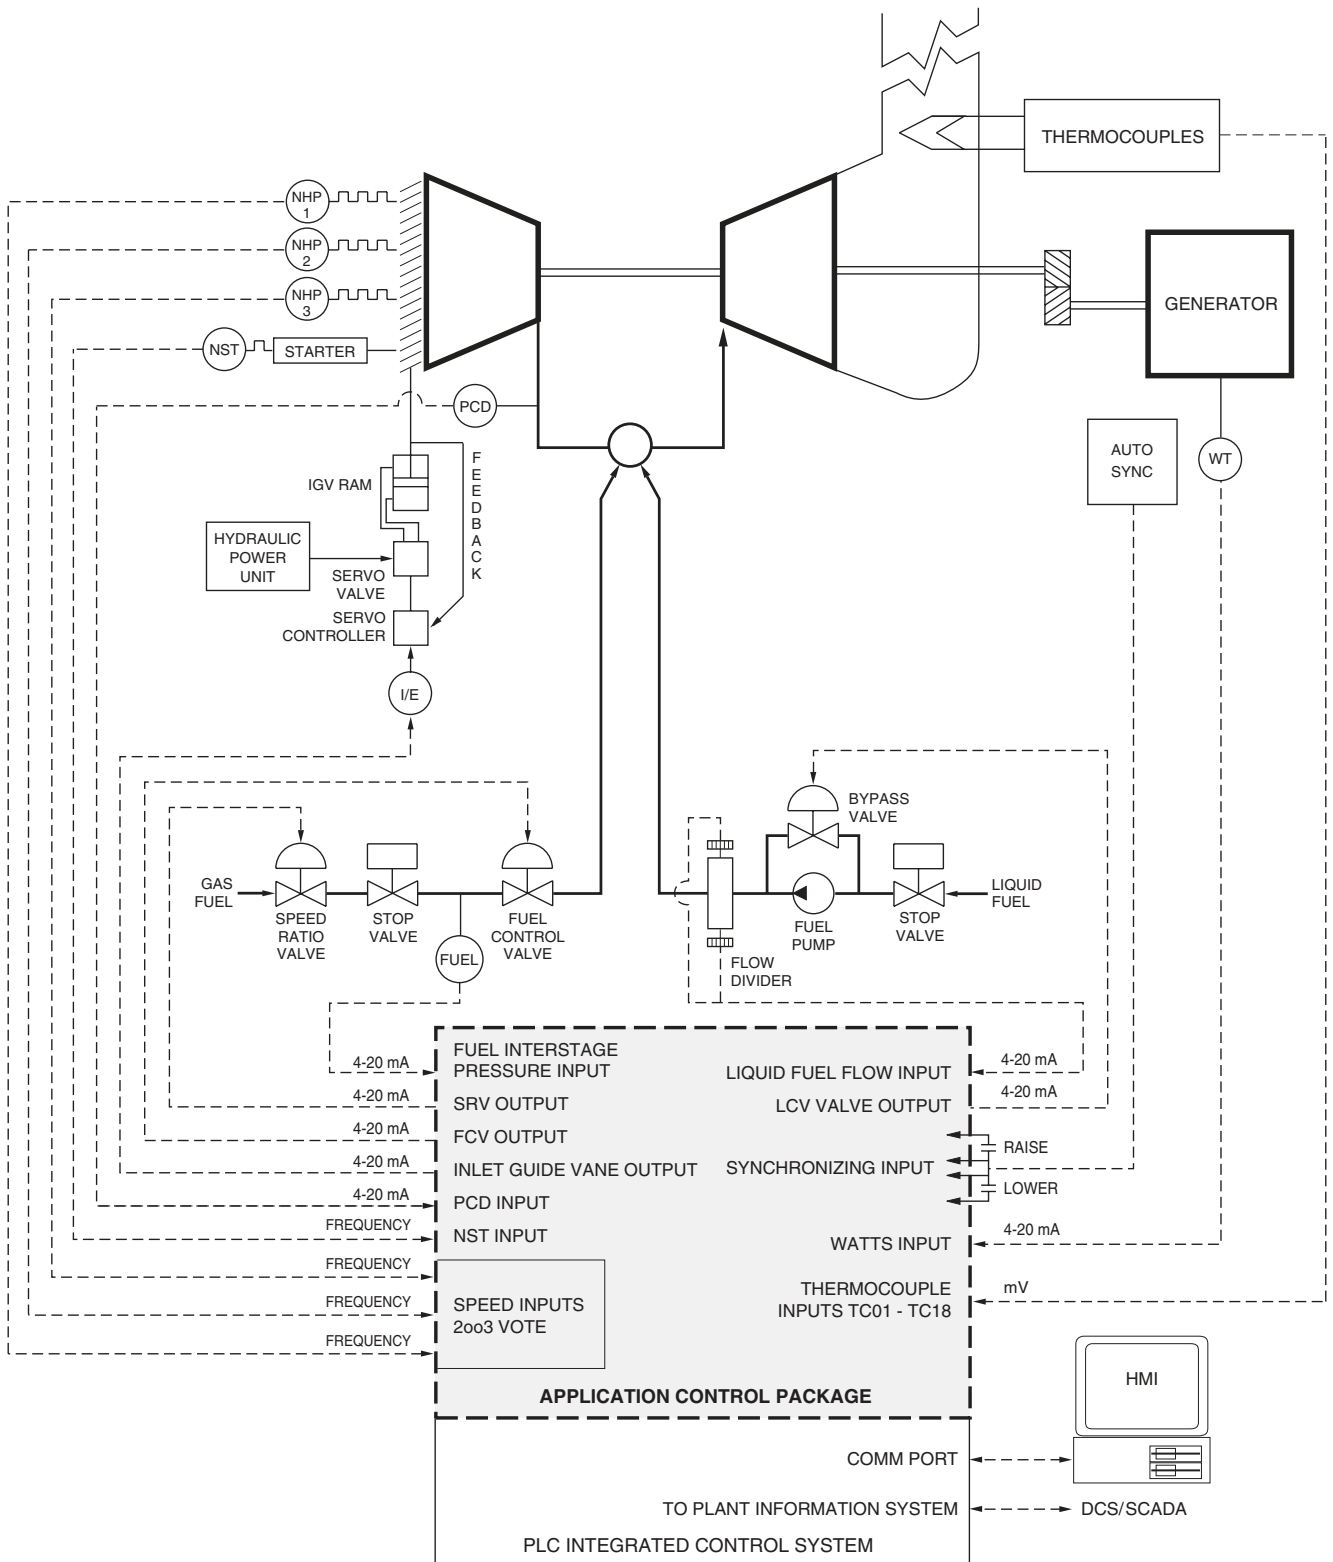 THERMOCOUPLES
NHP
1
NHP
2
NHP
3
NST
STARTER
GENERATOR
PCD
AUTO
SYNC
WT
IGV RAM
FEEDBACK
HYDRAULIC
POWER
UNIT
SERVO
VALVE
SERVO
CONTROLLER
I/E
BYPASS
VALVE
GAS
FUEL
SPEED
RATIO
VALVE
STOP
VALVE
FUEL
CONTROL
VALVE
FUEL
FUEL
PUMP
STOP
VALVE
LIQUID
FUEL
FLOW
DIVIDER
4-20 mA
FUEL INTERSTAGE
PRESSURE INPUT
4-20 mA
SRV OUTPUT
4-20 mA
FCV OUTPUT
4-20 mA
INLET GUIDE VANE OUTPUT
4-20 mA
PCD INPUT
FREQUENCY
NST INPUT
FREQUENCY
FREQUENCY
FREQUENCY
SPEED INPUTS
2oo3 VOTE
LIQUID FUEL FLOW INPUT
4-20 mA
LCV VALVE OUTPUT
4-20 mA
SYNCHRONIZING INPUT
RAISE
LOWER
WATTS INPUT
4-20 mA
THERMOCOUPLE
INPUTS TC01 - TC18
mV
APPLICATION CONTROL PACKAGE
HMI
COMM PORT
TO PLANT INFORMATION SYSTEM
DCS/SCADA
PLC INTEGRATED CONTROL SYSTEM